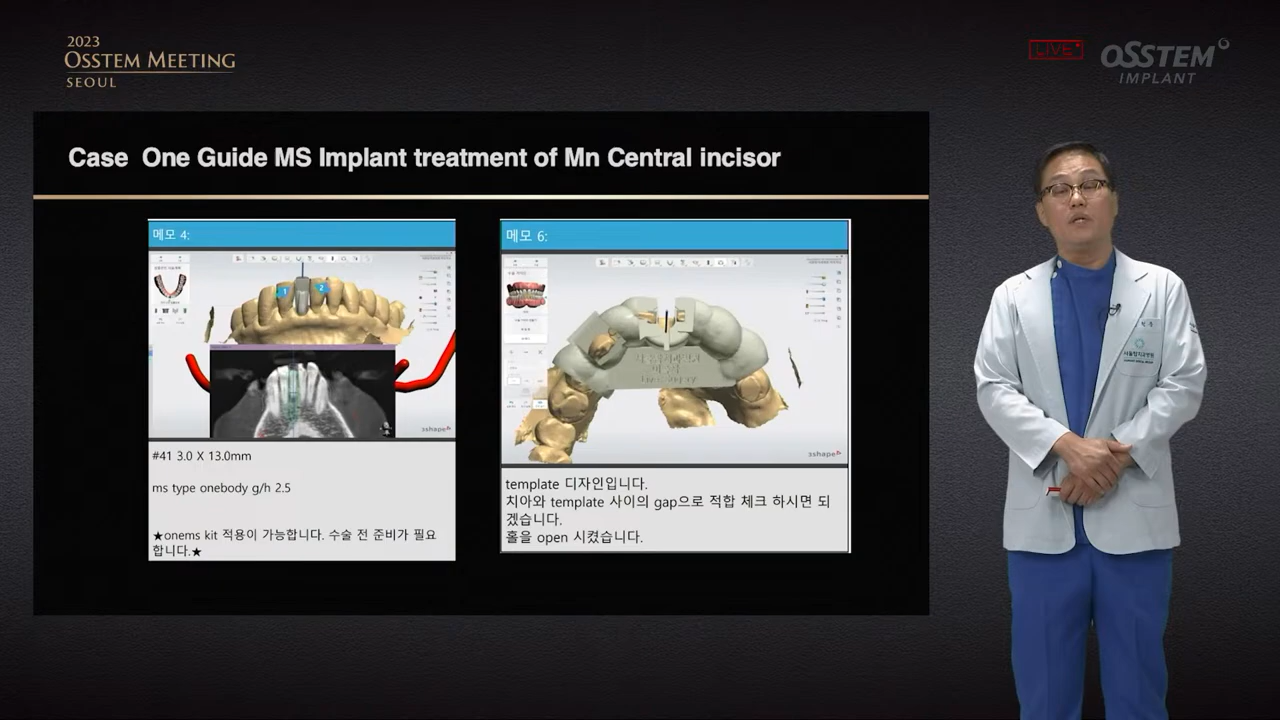 2023
OSSTEM MEETING
SEOUL
LIVE
OSSTEM
IMPLANT
Case One Guide MS Implant treatment of Mn Central incisor
메모 4:
1
2
3shape
#41 3.0 X 13.0mm
ms type onebody g/h 2.5
★onems kit 적용이 가능합니다. 수술 전 준비가 필요
합니다.★
메모 6:
3shape
template 디자인입니다.
치아와 template 사이의 gap으로 적합 체크 하시면 되
겠습니다.
홀을 open 시켰습니다.